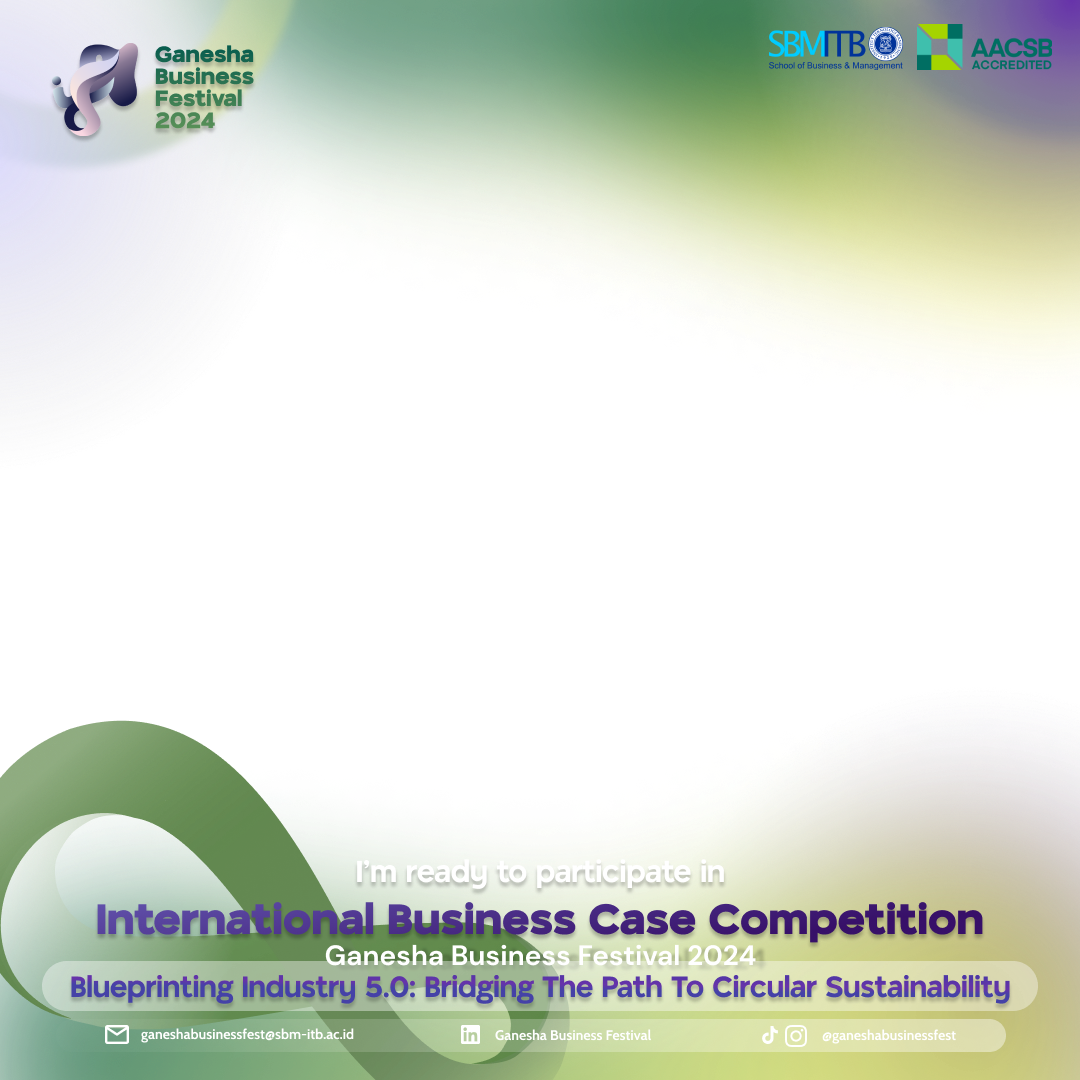 Ganesha
Business
Festival
2024
SBM ITB
School of Business & Management
AACSB
ACCREDITED
I'm ready to participate in
International Business Case Competition
Ganesha Business Festival 2024
Blueprinting Industry 5.0: Bridging The Path To Circular Sustainability
ganeshabusinessfest@sbm-itb.ac.id
Ganesha Business Festival
@ganeshabusinessfest